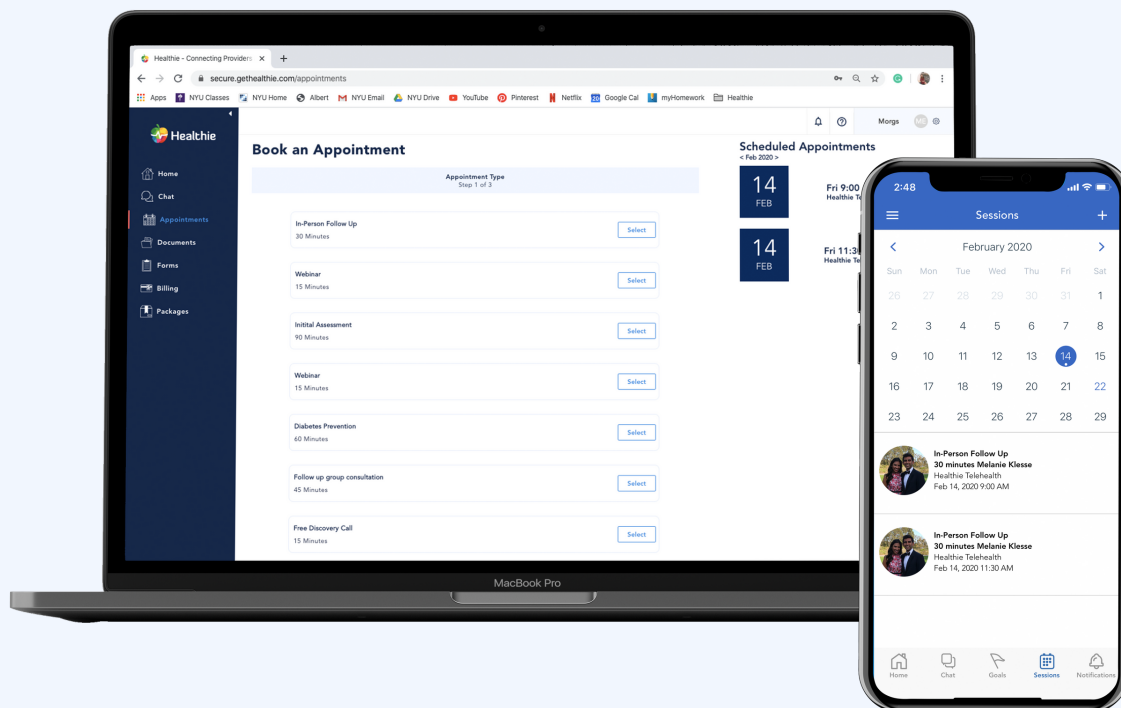 Healthie - Connecting Providers
secure.gethealthie.com/appointments
Apps NYU Classes NYU Home Albert NYU Email NYU Drive YouTube Pinterest Netflix Google Cal myHomework Healthie
Healthie
Morgs
Home
Chat
Appointments
Documents
Forms
Billing
Packages
Book an Appointment
Appointment Type
Step 1 of 3
In-Person Follow Up
30 Minutes
Select
Webinar
15 Minutes
Select
Initital Assessment
90 Minutes
Select
Webinar
15 Minutes
Select
Diabetes Prevention
60 Minutes
Select
Follow up group consultation
45 Minutes
Select
Free Discovery Call
15 Minutes
Select
Scheduled Appointments
< Feb 2020 >
14
FEB
Fri 9:00
Healthie
14
FEB
Fri 11:3
Healthie
MacBook Pro
2:48
Sessions
February 2020
Sun Mon Tue Wed Thu Fri Sat
26 27 28 29 30 31 1
2 3 4 5 6 7 8
9 10 11 12 13 14 15
16 17 18 19 20 21 22
23 24 25 26 27 28 29
In-Person Follow Up
30 minutes Melanie Klesse
Healthie Telehealth
Feb 14, 2020 9:00 AM
In-Person Follow Up
30 minutes Melanie Klesse
Healthie Telehealth
Feb 14, 2020 11:30 AM
Home Chat Goals Sessions Notifications